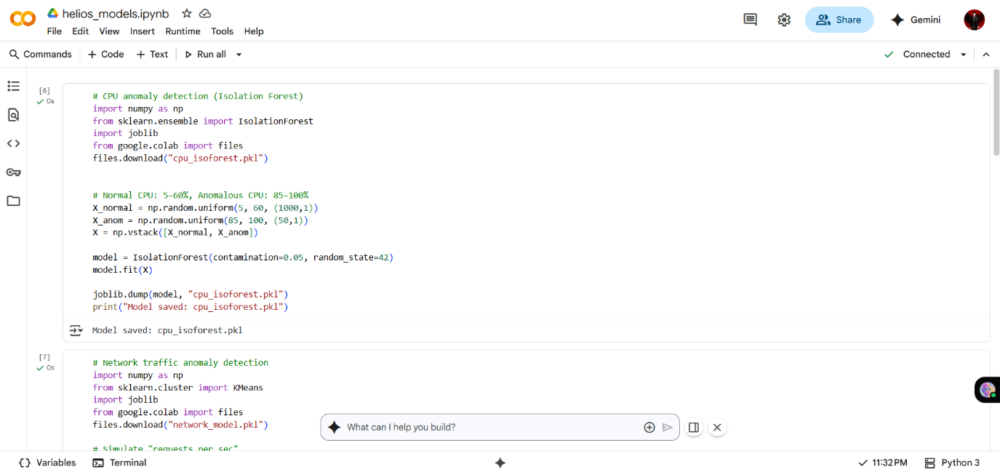 helios_models.ipynb
File Edit View Insert Runtime Tools Help
Share
Gemini
Commands + Code + Text Run all
Connected
[6]
0s
# CPU anomaly detection (Isolation Forest)
import numpy as np
from sklearn.ensemble import IsolationForest
import joblib
from google.colab import files
files.download("cpu_isoforest.pkl")
# Normal CPU: 5–60%, Anomalous CPU: 85–100%
X_normal = np.random.uniform(5, 60, (1000,1))
X_anom = np.random.uniform(85, 100, (50,1))
X = np.vstack([X_normal, X_anom])
model = IsolationForest(contamination=0.05, random_state=42)
model.fit(X)
joblib.dump(model, "cpu_isoforest.pkl")
print("Model saved: cpu_isoforest.pkl")
Model saved: cpu_isoforest.pkl
[7]
0s
# Network traffic anomaly detection
import numpy as np
from sklearn.cluster import KMeans
import joblib
from google.colab import files
files.download("network_model.pkl")
# Simulate "requests per sec"
What can I help you build?
Variables Terminal
11:32 PM
Python 3